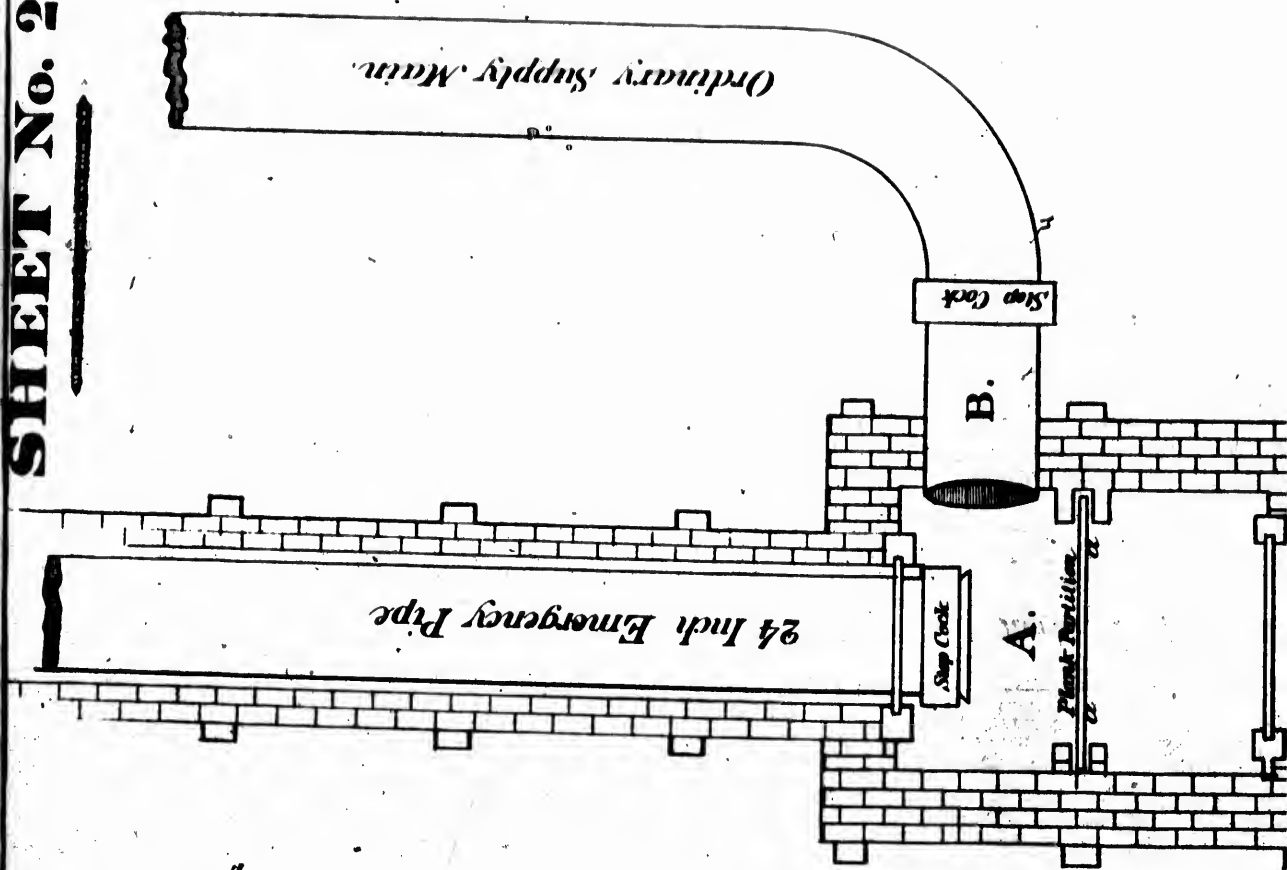 SHEET No. 2
Ordinary Supply Main.
Stop Cock
B.
24 Inch Emergency Pipe
Stop Cock
A.
Plank Partition
a a